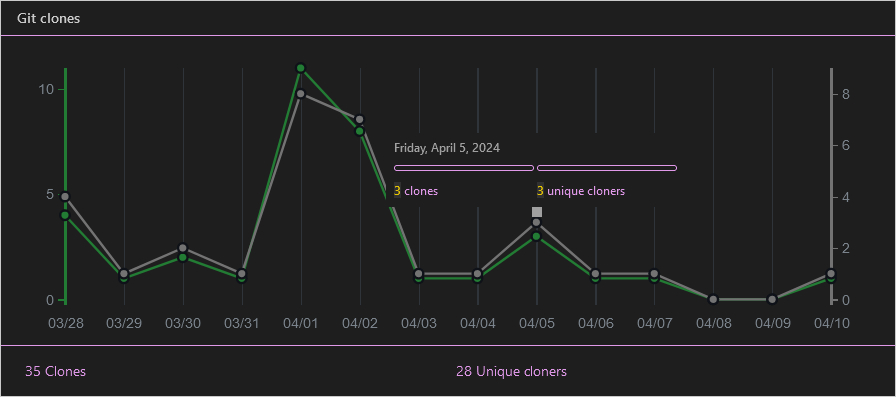 Git clones
10
5
0
8
6
4
2
0
Friday, April 5, 2024
3 clones
3 unique cloners
03/28 03/29 03/30 03/31 04/01 04/02 04/03 04/04 04/05 04/06 04/07 04/08 04/09 04/10
35 Clones
28 Unique cloners